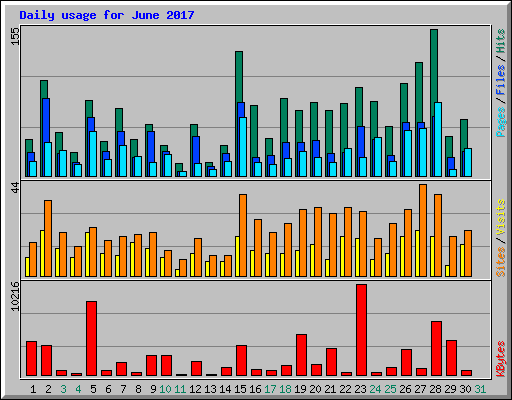 Daily usage for June 2017
155
Pages / Files / Hits
44
Sites / Visits
10216
KBytes
1 2 3 4 5 6 7 8 9 10 11 12 13 14 15 16 17 18 19 20 21 22 23 24 25 26 27 28 29 30 31